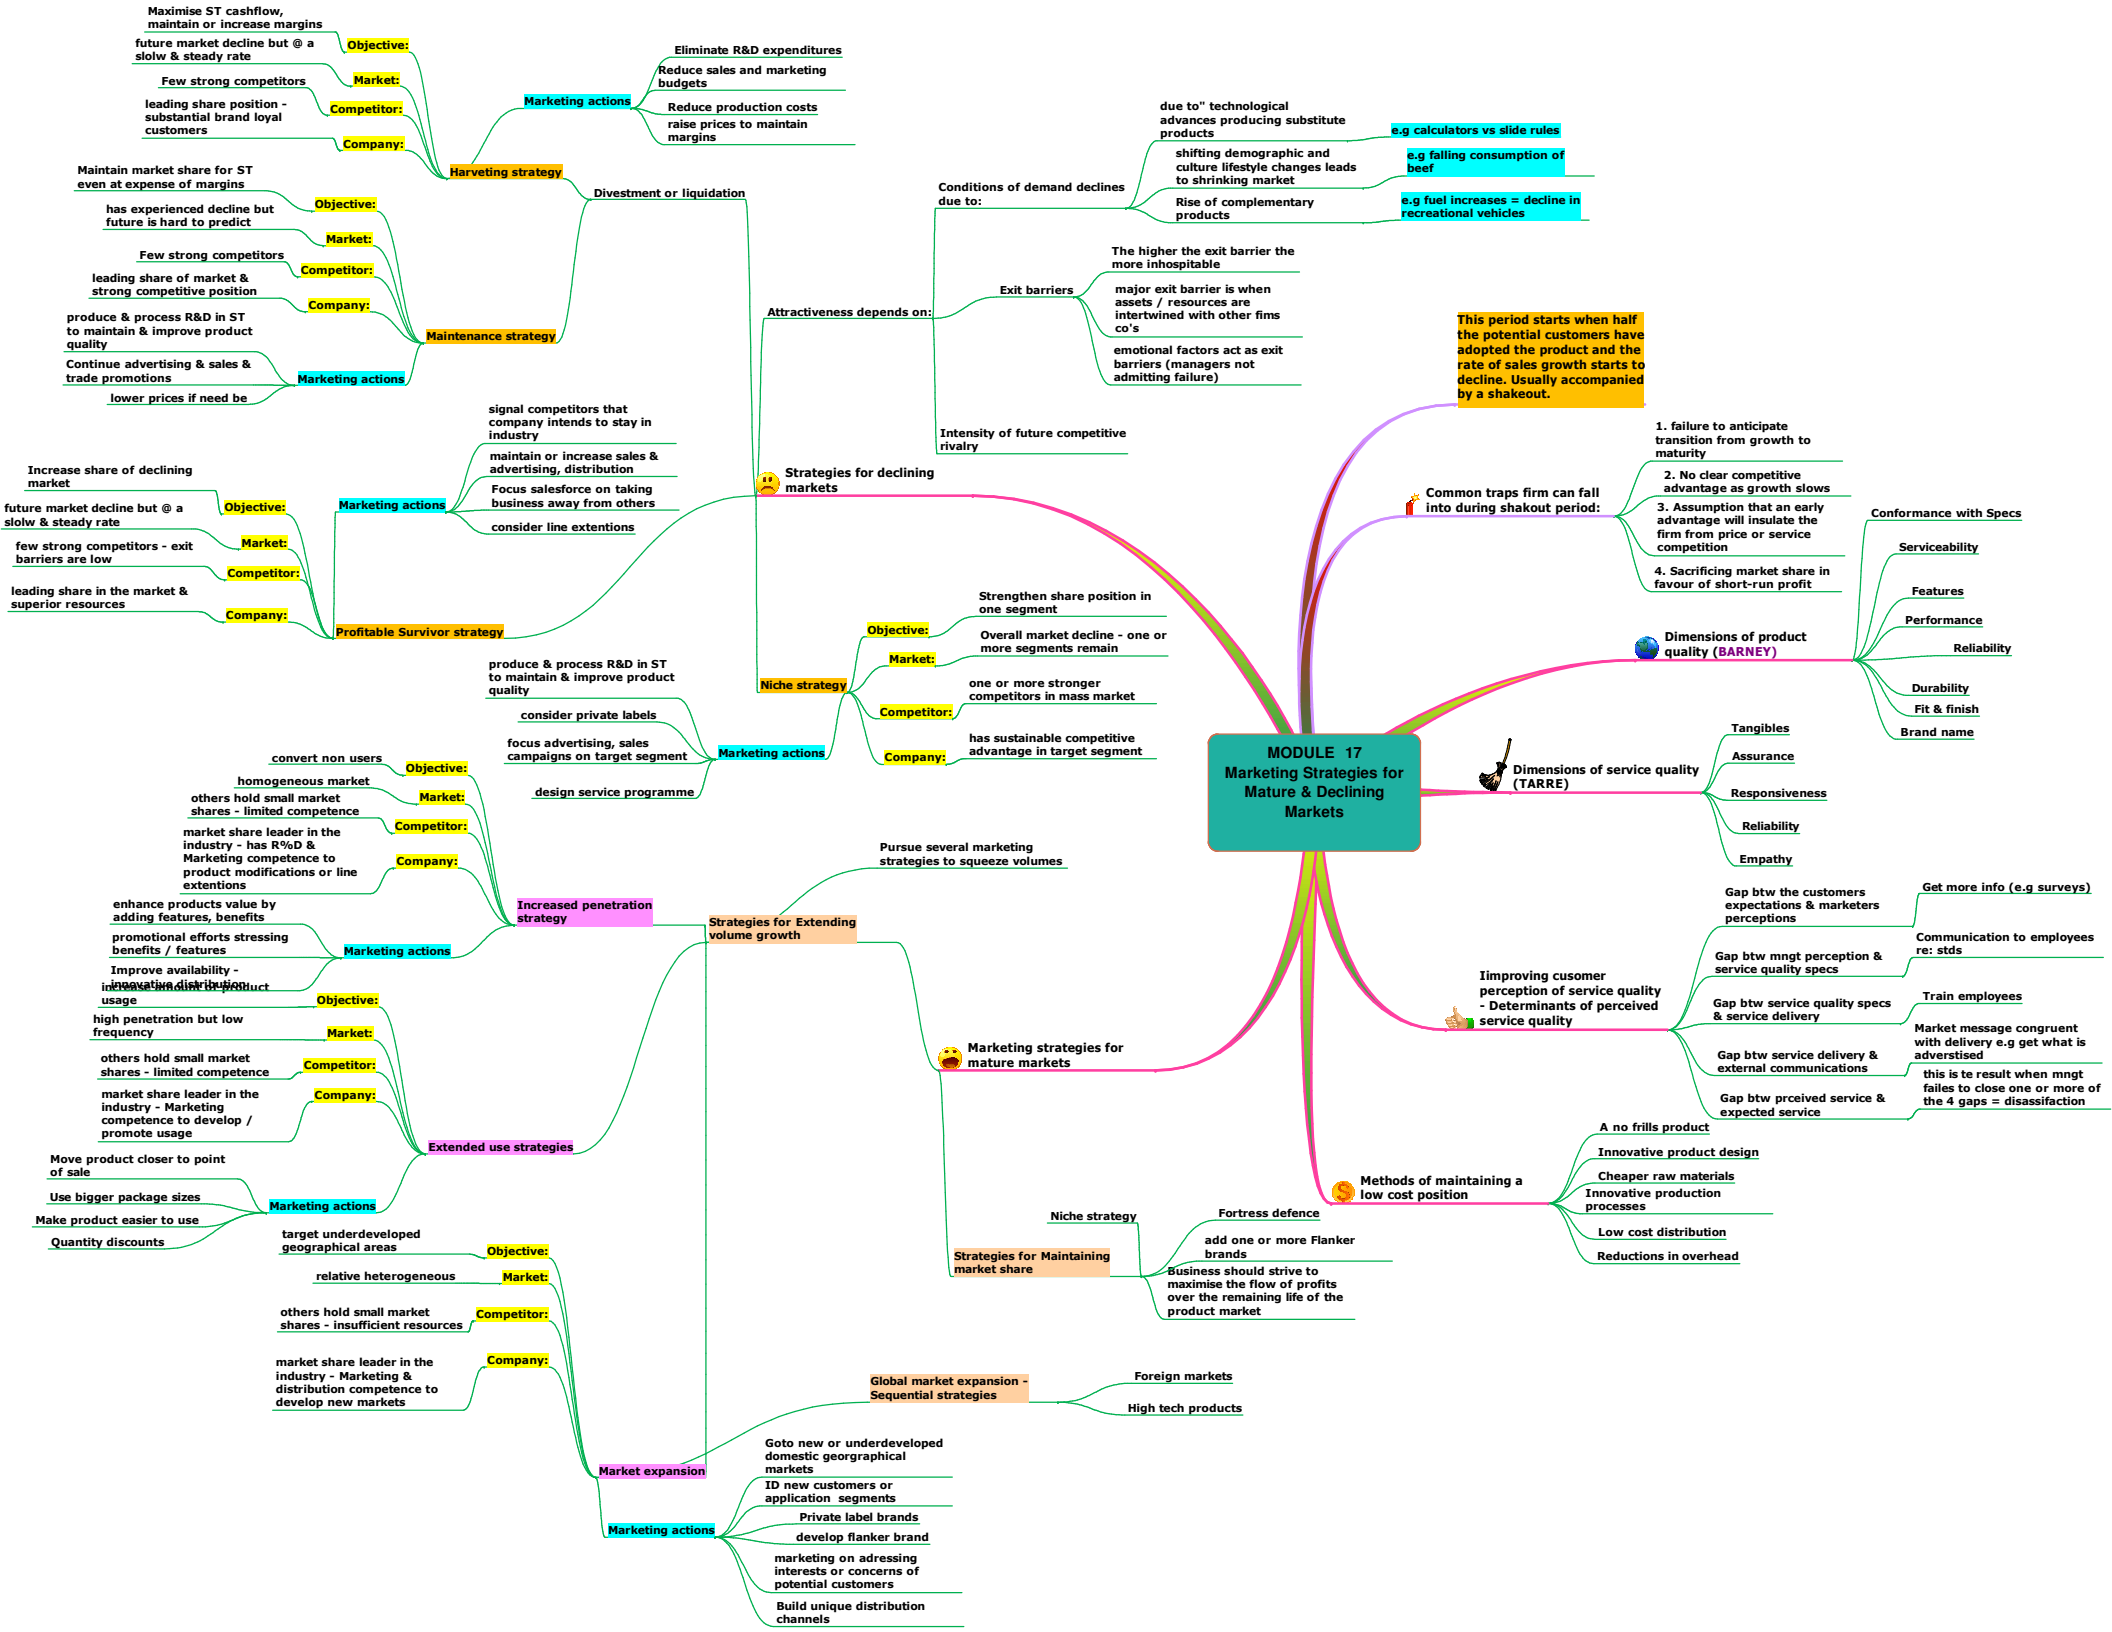 MODULE  17
Marketing Strategies for
Mature & Declining
Markets
This period starts when half
the potential customers have
adopted the product and the
rate of sales growth starts to
decline. Usually accompanied
by a shakeout.
Common traps firm can fall
into during shakout period:
1. failure to anticipate
transition from growth to
maturity
2. No clear competitive
advantage as growth slows
3. Assumption that an early
advantage will insulate the
firm from price or service
competition
4. Sacrificing market share in
favour of short-run profit
Dimensions of product
quality (BARNEY)
Conformance with Specs
Serviceability
Features
Performance
Reliability
Durability
Fit & finish
Brand name
Dimensions of service quality
(TARRE)
Tangibles
Assurance
Responsiveness
Reliability
Empathy
Iimproving cusomer
perception of service quality
- Determinants of perceived
service quality
Gap btw the customers
expectations & marketers
perceptions
Get more info (e.g surveys)
Gap btw mngt perception &
service quality specs
Communication to employees
re: stds
Gap btw service quality specs
& service delivery
Train employees
Gap btw service delivery &
external communications
Market message congruent
with delivery e.g get what is
adverstised
Gap btw prceived service &
expected service
this is te result when mngt
failes to close one or more of
the 4 gaps = disassifaction
Methods of maintaining a
low cost position
A no frills product
Innovative product design
Cheaper raw materials
Innovative production
processes
Low cost distribution
Reductions in overhead
Strategies for declining
markets
Attractiveness depends on:
Conditions of demand declines
due to:
due to" technological
advances producing substitute
products
e.g calculators vs slide rules
shifting demographic and
culture lifestyle changes leads
to shrinking market
e.g falling consumption of
beef
Rise of complementary
products
e.g fuel increases = decline in
recreational vehicles
Exit barriers
The higher the exit barrier the
more inhospitable
major exit barrier is when
assets / resources are
intertwined with other fims
co's
emotional factors act as exit
barriers (managers not
admitting failure)
Intensity of future competitive
rivalry
Divestment or liquidation
Harveting strategy
Objective:
Maximise ST cashflow,
maintain or increase margins
Market:
future market decline but @ a
slolw & steady rate
Competitor:
Few strong competitors
Company:
leading share position -
substantial brand loyal
customers
Marketing actions
Eliminate R&D expenditures
Reduce sales and marketing
budgets
Reduce production costs
raise prices to maintain
margins
Maintenance strategy
Objective:
Maintain market share for ST
even at expense of margins
Market:
has experienced decline but
future is hard to predict
Competitor:
Few strong competitors
Company:
leading share of market &
strong competitive position
Marketing actions
produce & process R&D in ST
to maintain & improve product
quality
Continue advertising & sales &
trade promotions
lower prices if need be
Profitable Survivor strategy
Objective:
Increase share of declining
market
Market:
future market decline but @ a
slolw & steady rate
Competitor:
few strong competitors - exit
barriers are low
Company:
leading share in the market &
superior resources
Marketing actions
signal competitors that
company intends to stay in
industry
maintain or increase sales &
advertising, distribution
Focus salesforce on taking
business away from others
consider line extentions
Niche strategy
Objective:
Strengthen share position in
one segment
Market:
Overall market decline - one or
more segments remain
Competitor:
one or more stronger
competitors in mass market
Company:
has sustainable competitive
advantage in target segment
Marketing actions
produce & process R&D in ST
to maintain & improve product
quality
consider private labels
focus advertising, sales
campaigns on target segment
design service programme
Marketing strategies for
mature markets
Strategies for Extending
volume growth
Pursue several marketing
strategies to squeeze volumes
Increased penetration
strategy
Objective:
convert non users
Market:
homogeneous market
Competitor:
others hold small market
shares - limited competence
Company:
market share leader in the
industry - has R%D &
Marketing competence to
product modifications or line
extentions
Marketing actions
enhance products value by
adding features, benefits
promotional efforts stressing
benefits / features
Improve availability -
innovative distribution
Extended use strategies
Objective:
increase amount of product
usage
Market:
high penetration but low
frequency
Competitor:
others hold small market
shares - limited competence
Company:
market share leader in the
industry - Marketing
competence to develop /
promote usage
Marketing actions
Move product closer to point
of sale
Use bigger package sizes
Make product easier to use
Quantity discounts
Market expansion
Objective:
target underdeveloped
geographical areas
Market:
relative heterogeneous
Competitor:
others hold small market
shares - insufficient resources
Company:
market share leader in the
industry - Marketing &
distribution competence to
develop new markets
Global market expansion -
Sequential strategies
Foreign markets
High tech products
Marketing actions
Goto new or underdeveloped
domestic georgraphical
markets
ID new customers or
application  segments
Private label brands
develop flanker brand
marketing on adressing
interests or concerns of
potential customers
Build unique distribution
channels
Strategies for Maintaining
market share
Niche strategy
Fortress defence
add one or more Flanker
brands
Business should strive to
maximise the flow of profits
over the remaining life of the
product market